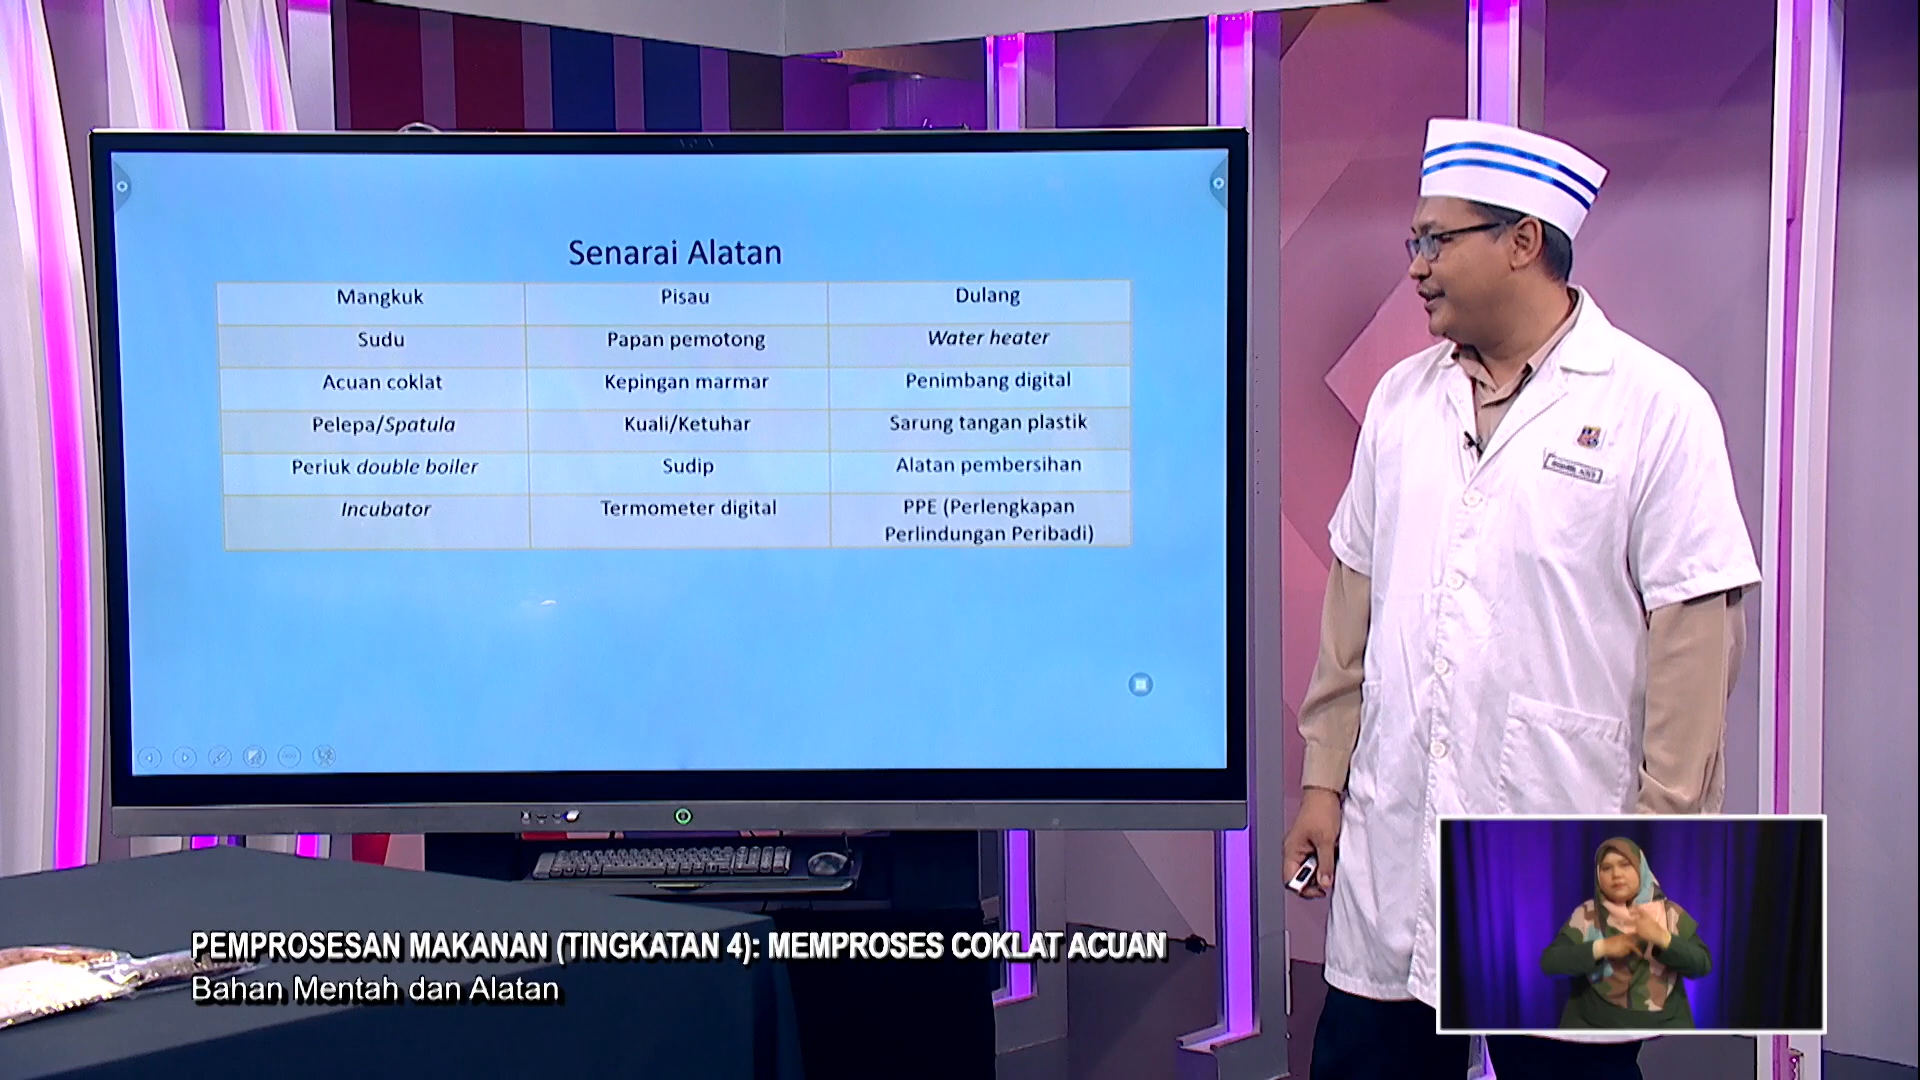 Senarai Alatan
Mangkuk Pisau Dulang
Sudu Papan pemotong Water heater
Acuan coklat Kepingan marmar Penimbang digital
Pelepa/Spatula Kuali/Ketuhar Sarung tangan plastik
Periuk double boiler Sudip Alatan pembersihan
Incubator Termometer digital PPE (Perlengkapan
Perlindungan Peribadi)
PEMPROSESAN MAKANAN (TINGKATAN 4): MEMPROSES COKLAT ACUAN
Bahan Mentah dan Alatan